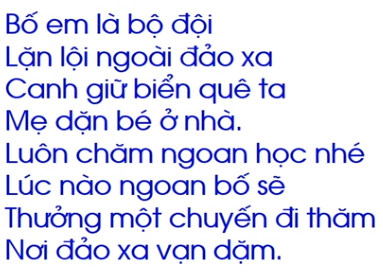 Bố em là bộ đội
Lặn lội ngoài đảo xa
Canh giữ biển quê ta
Mẹ dặn bé ở nhà.
Luôn chăm ngoan học nhé
Lúc nào ngoan bố sẽ
Thưởng một chuyến đi thăm
Nơi đảo xa vạn dặm.